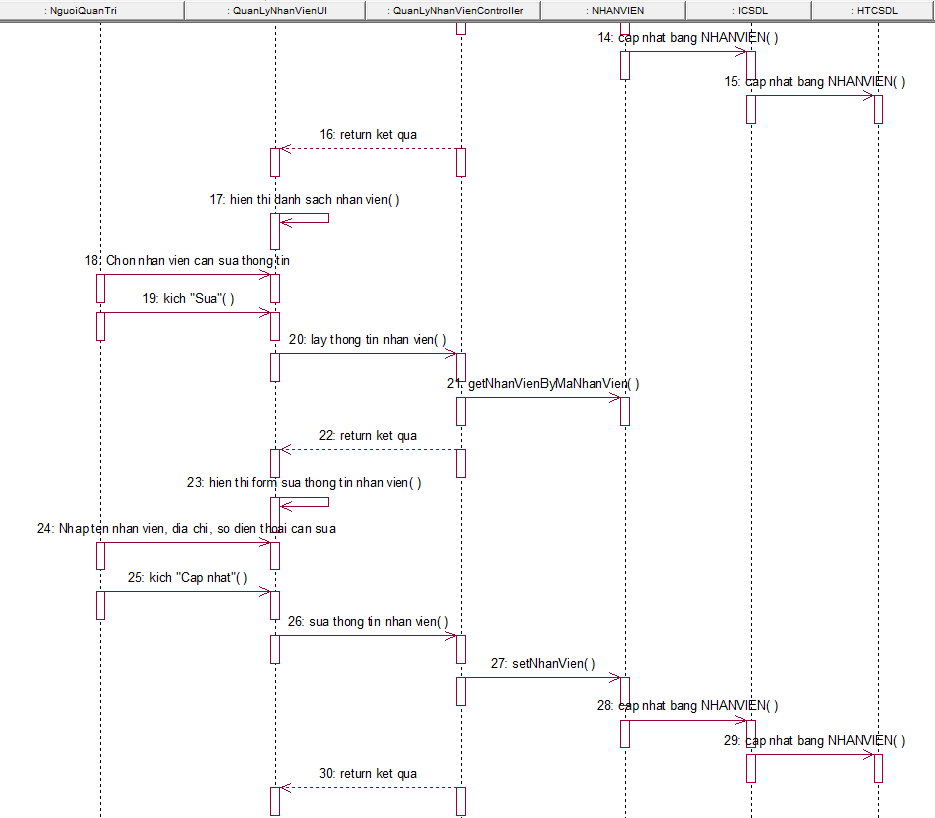 : NguoiQuanTri
: QuanLyNhanVienUI
: QuanLyNhanVienController
: NHANVIEN
: ICSDL
: HTCSDL
14: cap nhat bang NHANVIEN( )
15: cap nhat bang NHANVIEN( )
16: return ket qua
17: hien thi danh sach nhan vien( )
18: Chon nhan vien can sua thong tin
19: kich "Sua"( )
20: lay thong tin nhan vien( )
21: getNhanVienByMaNhanVien( )
22: return ket qua
23: hien thi form sua thong tin nhan vien( )
24: Nhap ten nhan vien, dia chi, so dien thoai can sua
25: kich "Cap nhat"( )
26: sua thong tin nhan vien( )
27: setNhanVien( )
28: cap nhat bang NHANVIEN( )
29: cap nhat bang NHANVIEN( )
30: return ket qua